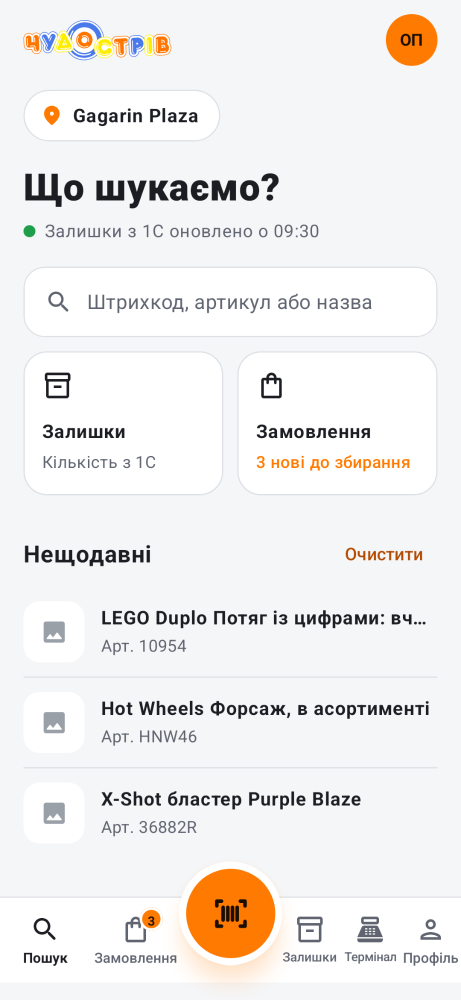 ЧУДОСТРІВ
ОП
Gagarin Plaza
Що шукаємо?
Залишки з 1С оновлено о 09:30
Штрихкод, артикул або назва
Залишки
Кількість з 1С
Замовлення
3 нові до збирання
Нещодавні
Очистити
LEGO Duplo Потяг із цифрами: вч…
Арт. 10954
Hot Wheels Форсаж, в асортименті
Арт. HNW46
X-Shot бластер Purple Blaze
Арт. 36882R
3
Пошук
Замовлення
Залишки
Термінал
Профіль